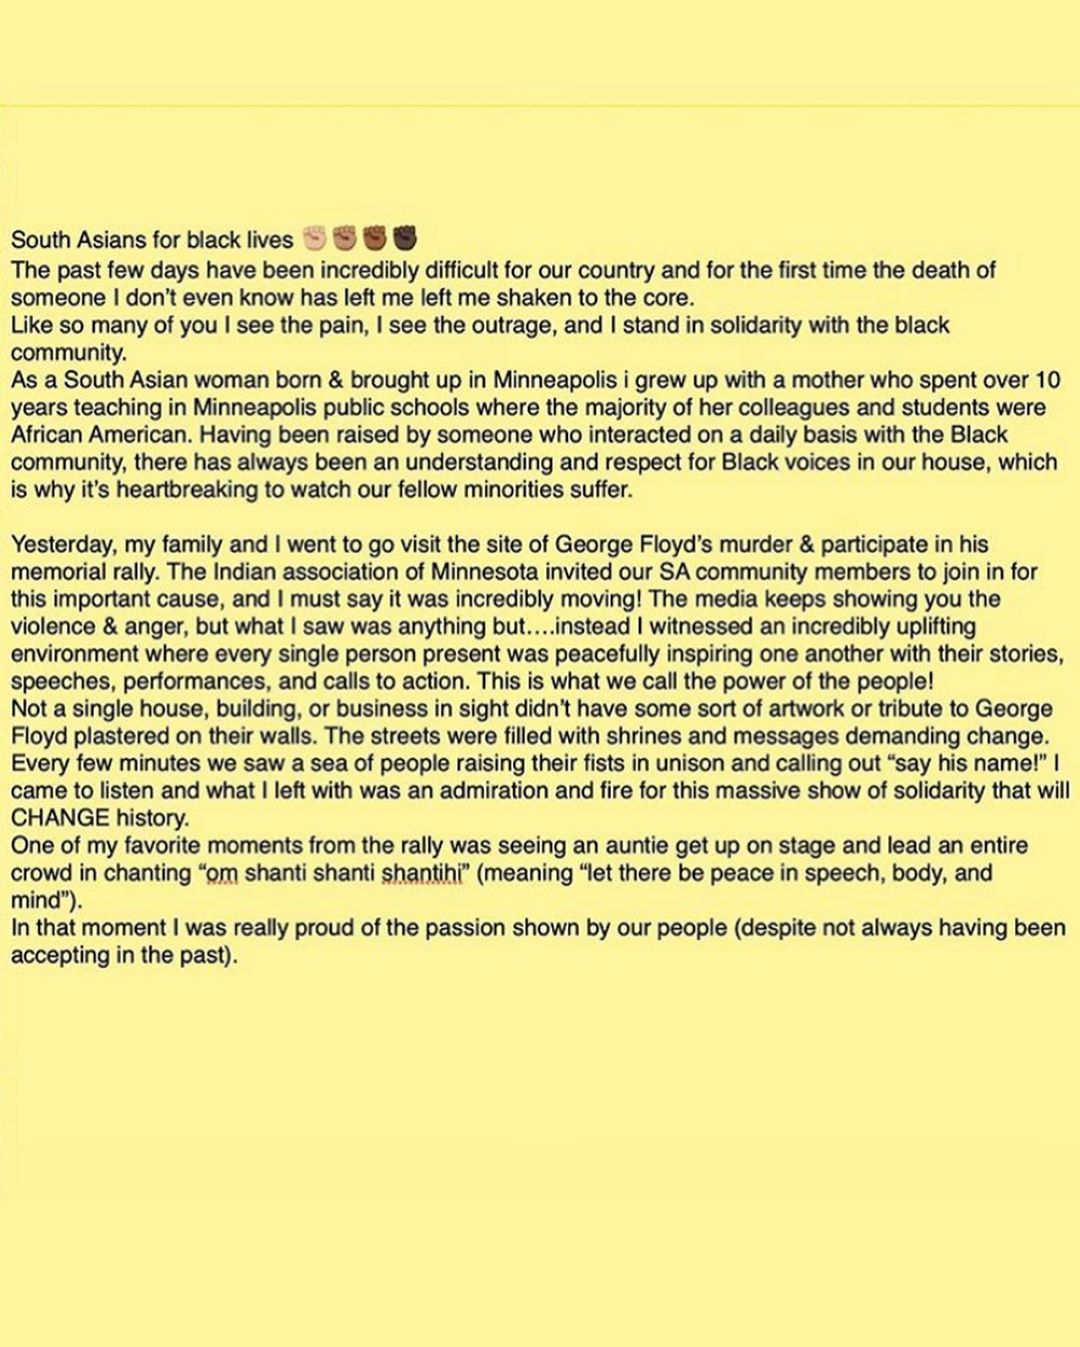 South Asians for black lives ✊🏼✊🏽✊🏾✊🏿
The past few days have been incredibly difficult for our country and for the first time the death of
someone I don't even know has left me left me shaken to the core.
Like so many of you I see the pain, I see the outrage, and I stand in solidarity with the black
community.
As a South Asian woman born & brought up in Minneapolis i grew up with a mother who spent over 10
years teaching in Minneapolis public schools where the majority of her colleagues and students were
African American. Having been raised by someone who interacted on a daily basis with the Black
community, there has always been an understanding and respect for Black voices in our house, which
is why it's heartbreaking to watch our fellow minorities suffer.
Yesterday, my family and I went to go visit the site of George Floyd's murder & participate in his
memorial rally. The Indian association of Minnesota invited our SA community members to join in for
this important cause, and I must say it was incredibly moving! The media keeps showing you the
violence & anger, but what I saw was anything but....instead I witnessed an incredibly uplifting
environment where every single person present was peacefully inspiring one another with their stories,
speeches, performances, and calls to action. This is what we call the power of the people!
Not a single house, building, or business in sight didn't have some sort of artwork or tribute to George
Floyd plastered on their walls. The streets were filled with shrines and messages demanding change.
Every few minutes we saw a sea of people raising their fists in unison and calling out "say his name!" I
came to listen and what I left with was an admiration and fire for this massive show of solidarity that will
CHANGE history.
One of my favorite moments from the rally was seeing an auntie get up on stage and lead an entire
crowd in chanting "om shanti shanti shantihi" (meaning "let there be peace in speech, body, and
mind").
In that moment I was really proud of the passion shown by our people (despite not always having been
accepting in the past).